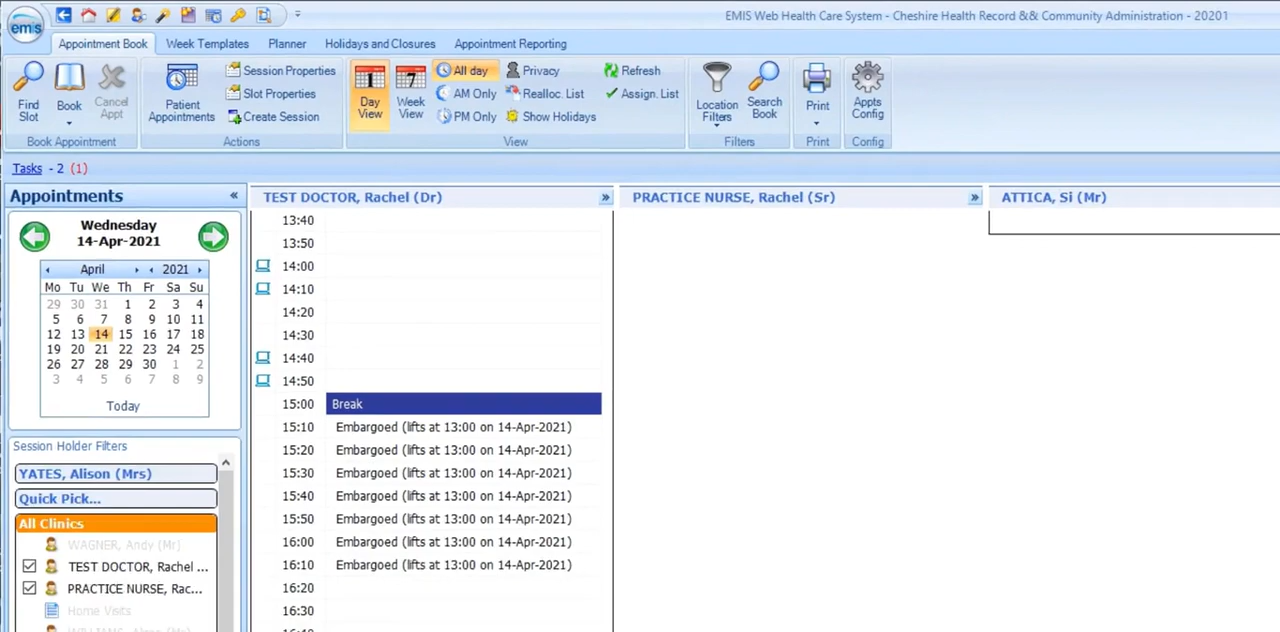 EMIS Web Health Care System - Cheshire Health Record && Community Administration - 20201
emis
Appointment Book Week Templates Planner Holidays and Closures Appointment Reporting
Find Slot
Book
Cancel Appt
Book Appointment
Patient Appointments
Session Properties
Slot Properties
Create Session
Actions
1
Day View
7
Week View
All day
AM Only
PM Only
Privacy
Realloc. List
Show Holidays
Refresh
Assign. List
View
Location Filters
Search Book
Filters
Print
Print
Appts Config
Config
Tasks - 2 (1)
Appointments «
Wednesday
14-Apr-2021
April 2021
Mo Tu We Th Fr Sa Su
29 30 31 1 2 3 4
5 6 7 8 9 10 11
12 13 14 15 16 17 18
19 20 21 22 23 24 25
26 27 28 29 30 1 2
3 4 5 6 7 8 9
Today
Session Holder Filters
YATES, Alison (Mrs)
Quick Pick...
All Clinics
WAGNER, Andy (Mr)
TEST DOCTOR, Rachel ...
PRACTICE NURSE, Rac...
Home Visits
TEST DOCTOR, Rachel (Dr) »
13:40
13:50
14:00
14:10
14:20
14:30
14:40
14:50
15:00 Break
15:10 Embargoed (lifts at 13:00 on 14-Apr-2021)
15:20 Embargoed (lifts at 13:00 on 14-Apr-2021)
15:30 Embargoed (lifts at 13:00 on 14-Apr-2021)
15:40 Embargoed (lifts at 13:00 on 14-Apr-2021)
15:50 Embargoed (lifts at 13:00 on 14-Apr-2021)
16:00 Embargoed (lifts at 13:00 on 14-Apr-2021)
16:10 Embargoed (lifts at 13:00 on 14-Apr-2021)
16:20
16:30
PRACTICE NURSE, Rachel (Sr) »
ATTICA, Si (Mr)